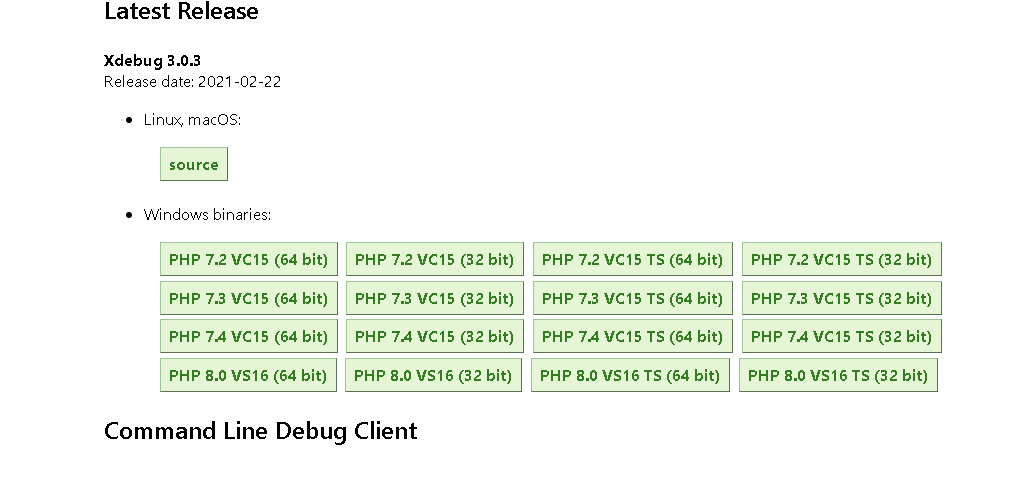 Latest Release
Xdebug 3.0.3
Release date: 2021-02-22
Linux, macOS:
source
Windows binaries:
PHP 7.2 VC15 (64 bit) PHP 7.2 VC15 (32 bit) PHP 7.2 VC15 TS (64 bit) PHP 7.2 VC15 TS (32 bit)
PHP 7.3 VC15 (64 bit) PHP 7.3 VC15 (32 bit) PHP 7.3 VC15 TS (64 bit) PHP 7.3 VC15 TS (32 bit)
PHP 7.4 VC15 (64 bit) PHP 7.4 VC15 (32 bit) PHP 7.4 VC15 TS (64 bit) PHP 7.4 VC15 TS (32 bit)
PHP 8.0 VS16 (64 bit) PHP 8.0 VS16 (32 bit) PHP 8.0 VS16 TS (64 bit) PHP 8.0 VS16 TS (32 bit)
Command Line Debug Client